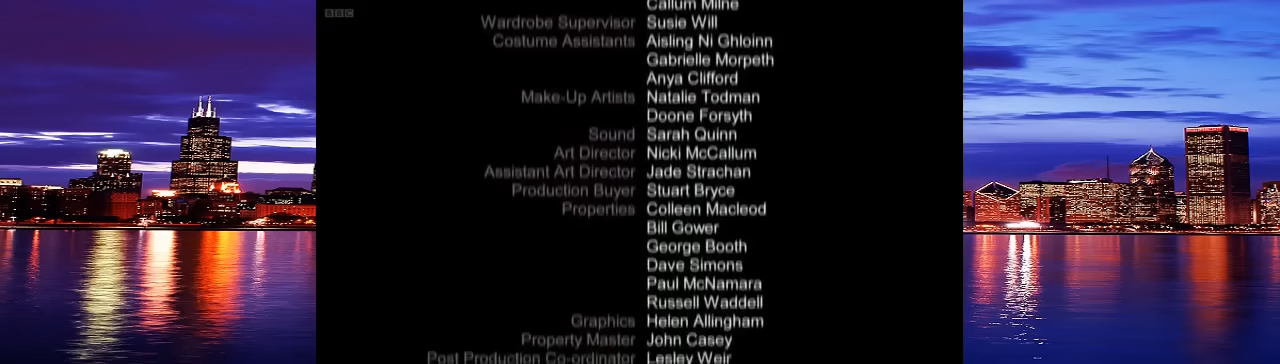 BBC
Callum Milne
Wardrobe Supervisor Susie Will
Costume Assistants Aisling Ni Ghloinn
Gabrielle Morpeth
Anya Clifford
Make-Up Artists Natalie Todman
Doone Forsyth
Sound Sarah Quinn
Art Director Nicki McCallum
Assistant Art Director Jade Strachan
Production Buyer Stuart Bryce
Properties Colleen Macleod
Bill Gower
George Booth
Dave Simons
Paul McNamara
Russell Waddell
Graphics Helen Allingham
Property Master John Casey
Post Production Co-ordinator Lesley Weir